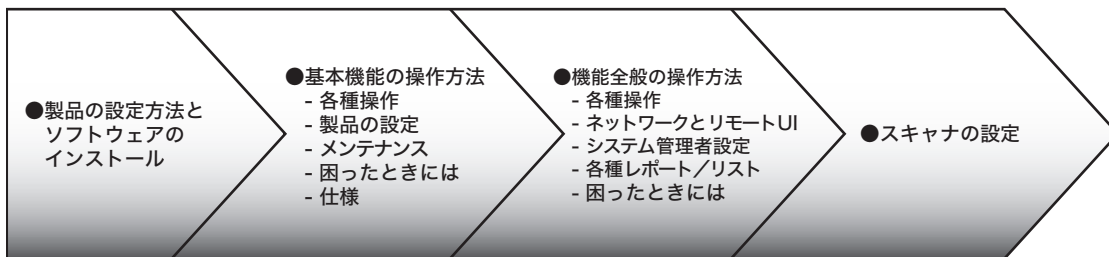 ●製品の設定方法と
ソフトウェアの
インストール
●基本機能の操作方法
- 各種操作
- 製品の設定
- メンテナンス
- 困ったときには
- 仕様
●機能全般の操作方法
- 各種操作
- ネットワークとリモートUI
- システム管理者設定
- 各種レポート／リスト
- 困ったときには
●スキャナの設定